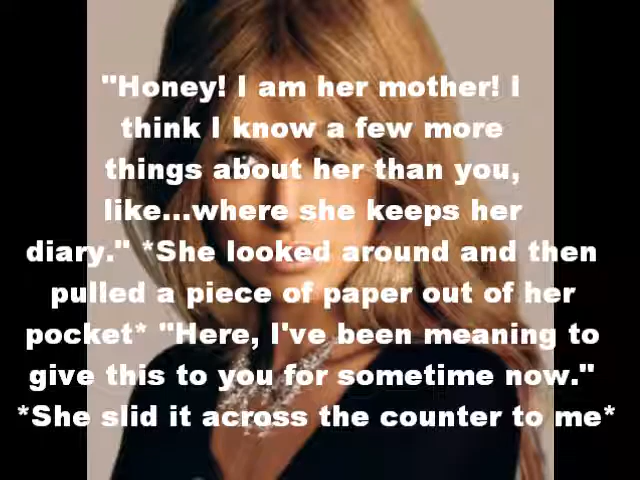 "Honey! I am her mother! I
think I know a few more
things about her than you,
like...where she keeps her
diary." *She looked around and then
pulled a piece of paper out of her
pocket* "Here, I've been meaning to
give this to you for sometime now."
*She slid it across the counter to me*